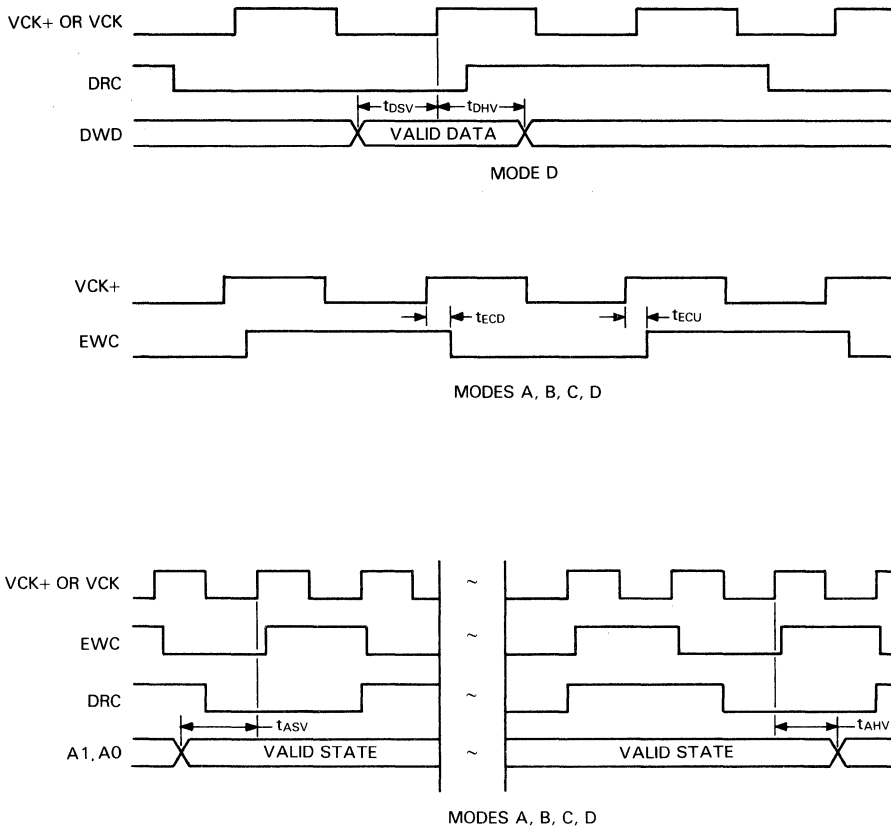 VCK+ OR VCK
DRC
tDSV tDHV
DWD VALID DATA
MODE D
VCK+
tECD tECU
EWC
MODES A, B, C, D
VCK+ OR VCK ~
EWC ~
DRC ~
tASV tAHV
A1, A0 VALID STATE ~ VALID STATE
MODES A, B, C, D